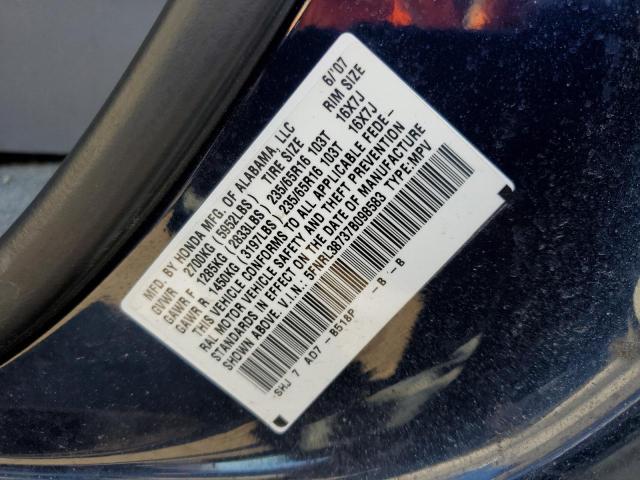 MFD. BY HONDA MFG. OF ALABAMA, LLC 6/'07
GVWR 2700KG (5952LBS) TIRE SIZE RIM SIZE
GAWR F 1285KG (2833LBS) 235/65R16 103T 16X7J
GAWR R 1450KG (3197LBS) 235/65R16 103T 16X7J
THIS VEHICLE CONFORMS TO ALL APPLICABLE FEDE-
RAL MOTOR VEHICLE SAFETY AND THEFT PREVENTION
STANDARDS IN EFFECT ON THE DATE OF MANUFACTURE
SHOWN ABOVE. V.I.N. 5FNRL38737B098583 TYPE:MPV
SHJ 7 AD7 - B518P - B - B